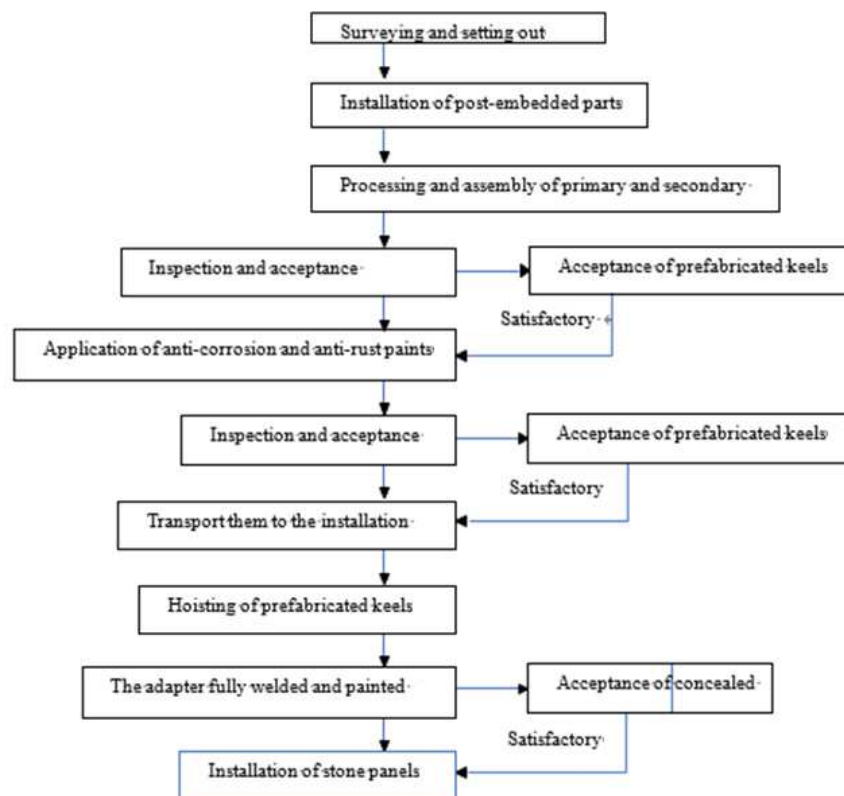 Surveying and setting out
Installation of post-embedded parts
Processing and assembly of primary and secondary
Inspection and acceptance
Acceptance of prefabricated keels
Satisfactory
Application of anti-corrosion and anti-rust paints
Inspection and acceptance
Acceptance of prefabricated keels
Satisfactory
Transport them to the installation
Hoisting of prefabricated keels
The adapter fully welded and painted
Acceptance of concealed
Satisfactory
Installation of stone panels